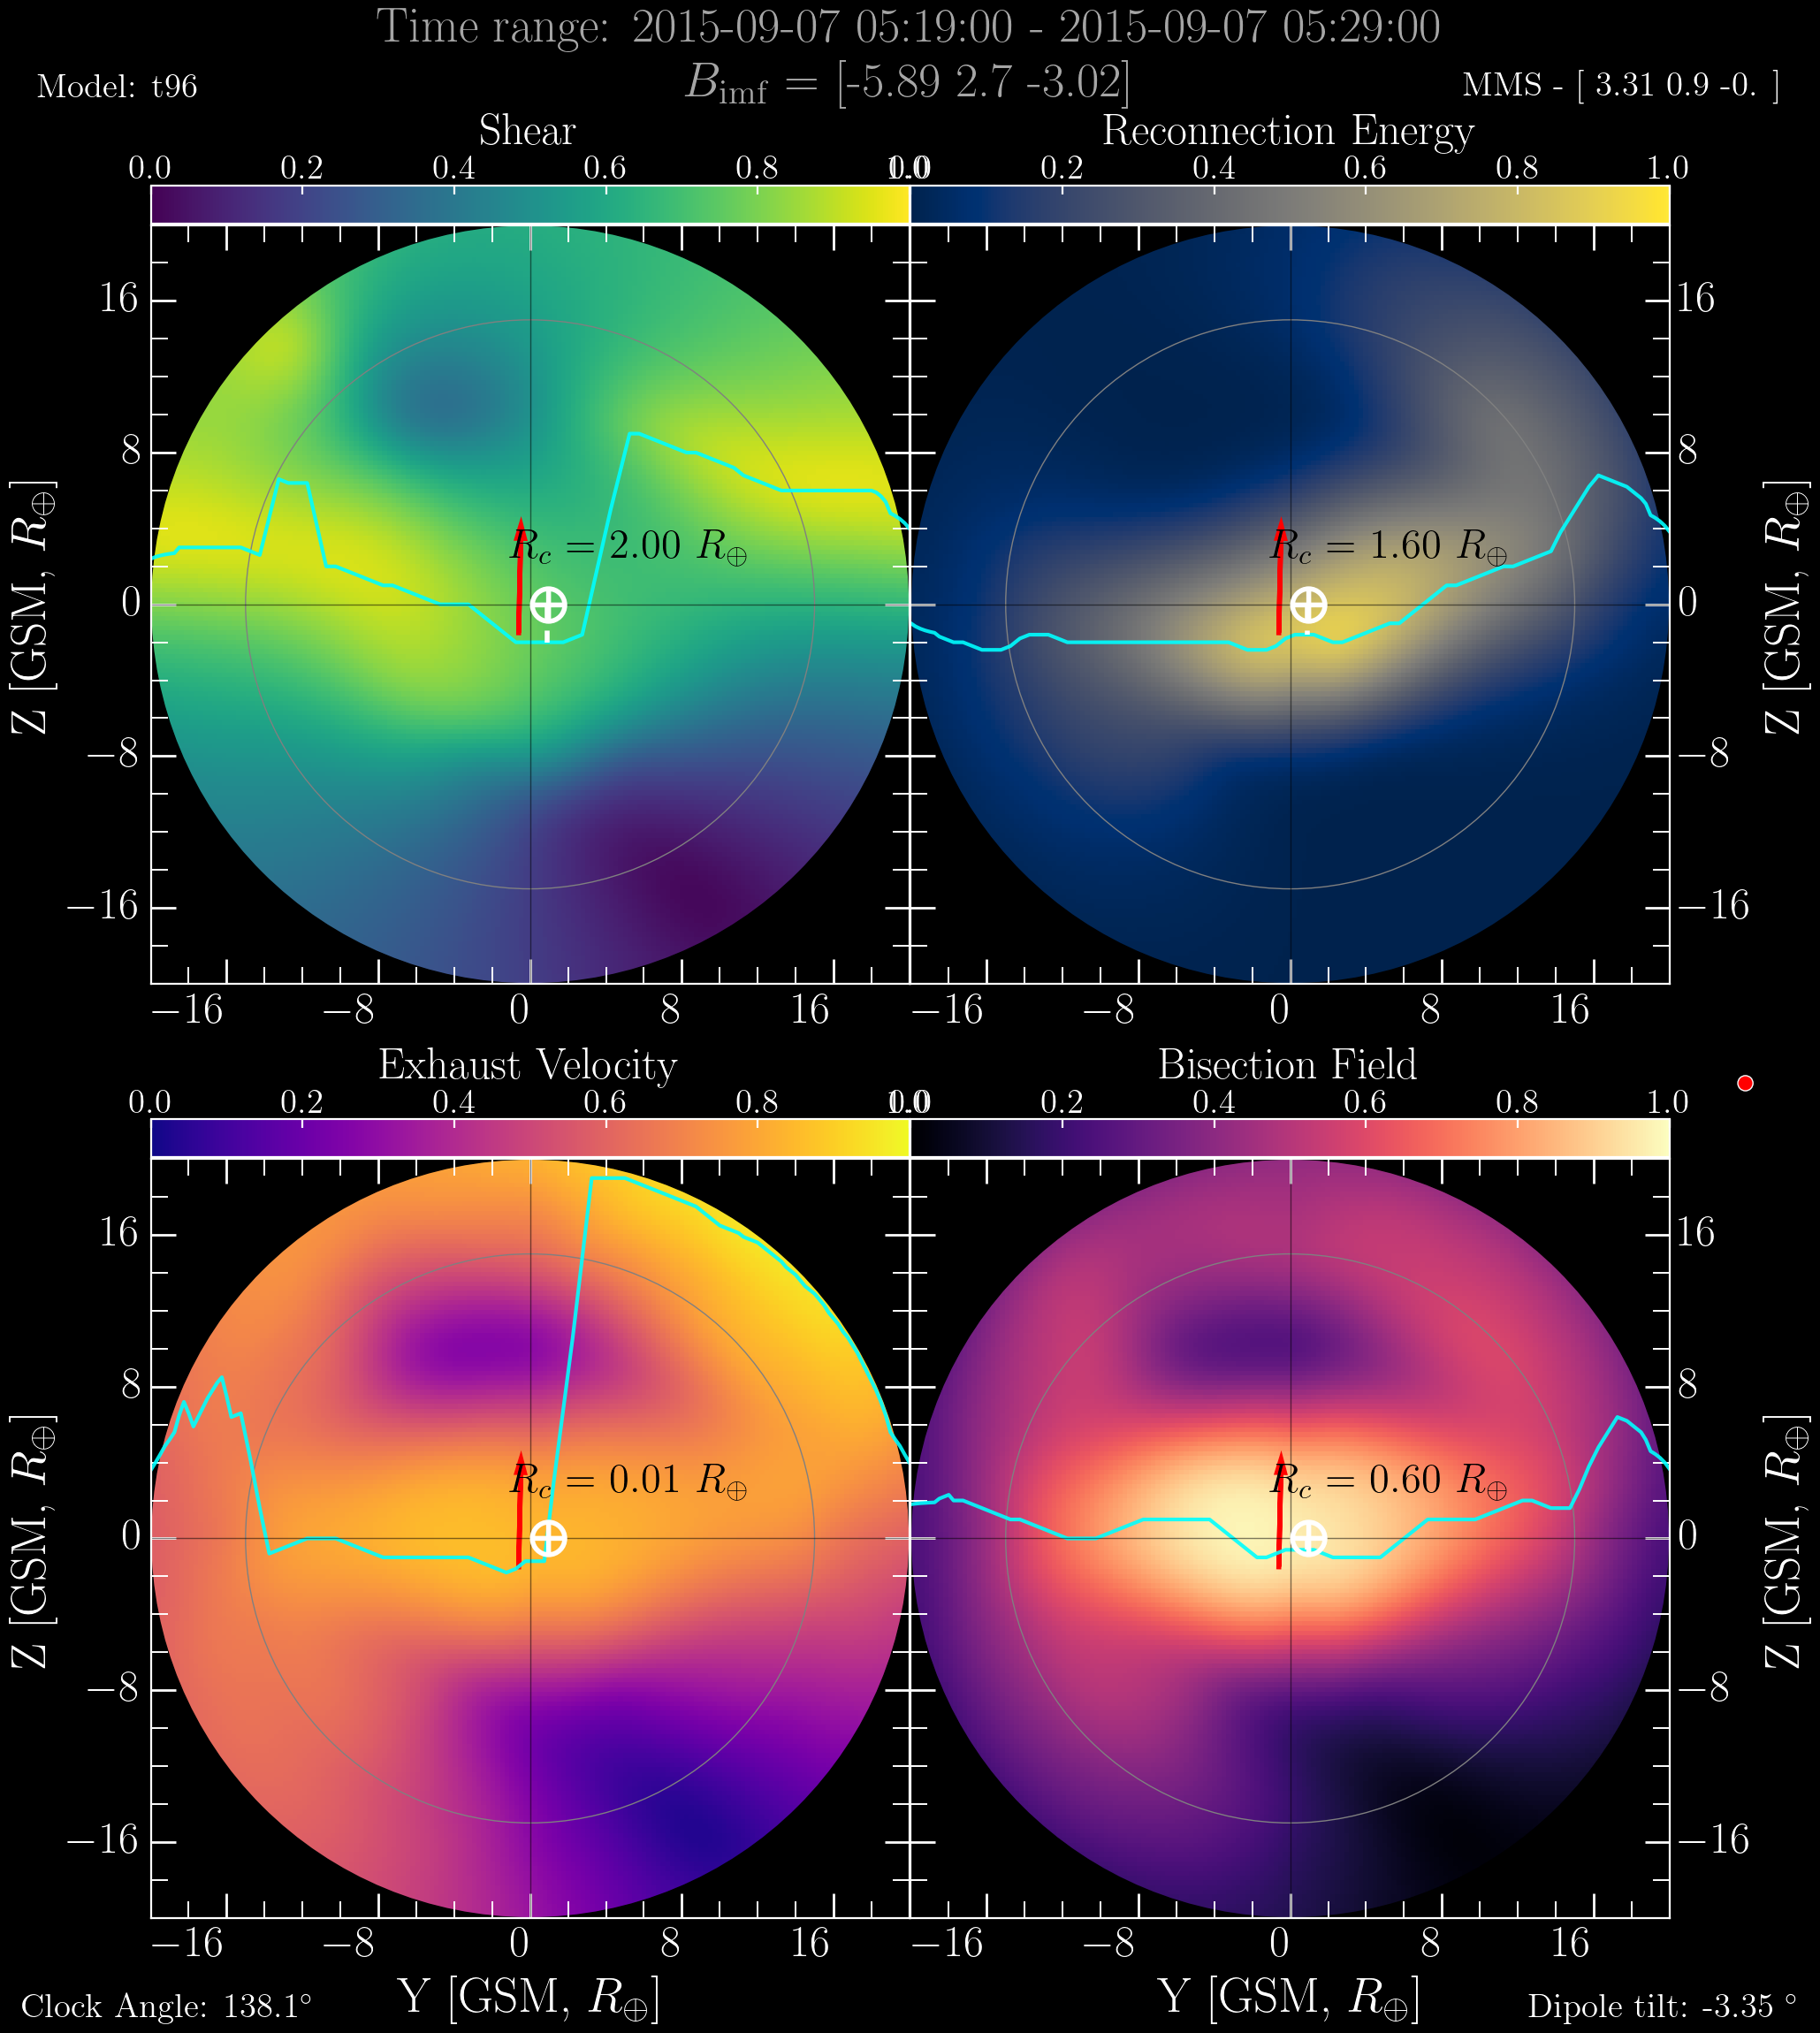 Time range: 2015-09-07 05:19:00 - 2015-09-07 05:29:00
Model: t96
B_imf = [-5.89 2.7 -3.02]
MMS - [ 3.31 0.9 -0. ]
Shear
0.0 0.2 0.4 0.6 0.8 1.0
Reconnection Energy
0.0 0.2 0.4 0.6 0.8 1.0
16
8
0
−8
−16
Z [GSM, R⊕]
R_c = 2.00 R⊕
−16 −8 0 8 16
R_c = 1.60 R⊕
16
8
0
−8
−16
Z [GSM, R⊕]
−16 −8 0 8 16
Exhaust Velocity
0.0 0.2 0.4 0.6 0.8 1.0
Bisection Field
0.0 0.2 0.4 0.6 0.8 1.0
16
8
0
−8
−16
Z [GSM, R⊕]
R_c = 0.01 R⊕
−16 −8 0 8 16
Y [GSM, R⊕]
R_c = 0.60 R⊕
16
8
0
−8
−16
Z [GSM, R⊕]
−16 −8 0 8 16
Y [GSM, R⊕]
Clock Angle: 138.1°
Dipole tilt: -3.35 °